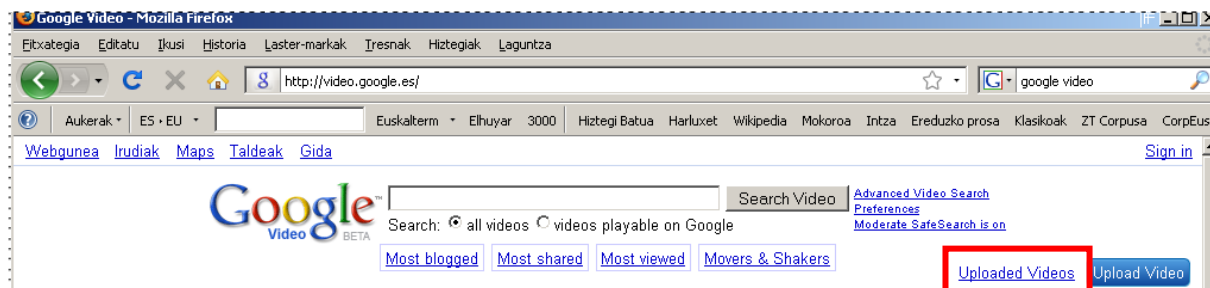 Google Video - Mozilla Firefox
Fitxategia Editatu Ikusi Historia Laster-markak Tresnak Hiztegiak Laguntza
http://video.google.es/ google video
Aukerak ES EU Euskalterm Elhuyar 3000 Hiztegi Batua Harluxet Wikipedia Mokoroa Intza Ereduzko prosa Klasikoak ZT Corpusa CorpEus
Webgunea Irudiak Maps Taldeak Gida Sign in
Google™ Video BETA
Search Video
Advanced Video Search
Preferences
Moderate SafeSearch is on
Search: all videos videos playable on Google
Most blogged Most shared Most viewed Movers & Shakers
Uploaded Videos Upload Video